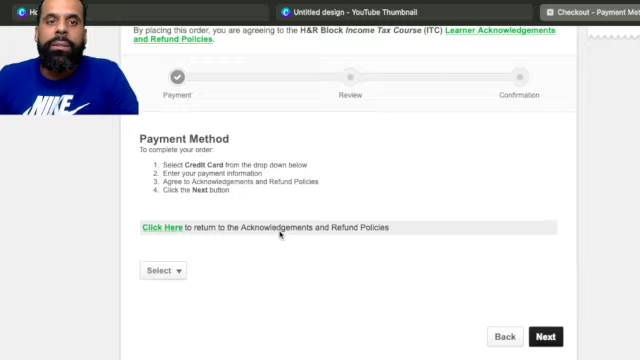 Untitled design - YouTube Thumbnail
Checkout - Payment Met
By placing this order, you are agreeing to the H&R Block Income Tax Course (ITC) Learner Acknowledgements
and Refund Policies.
Payment
Review
Confirmation
Payment Method
To complete your order:
1. Select Credit Card from the drop down below
2. Enter your payment information
3. Agree to Acknowledgements and Refund Policies
4. Click the Next button
Click Here to return to the Acknowledgements and Refund Policies
Select
Back
Next
NIKE